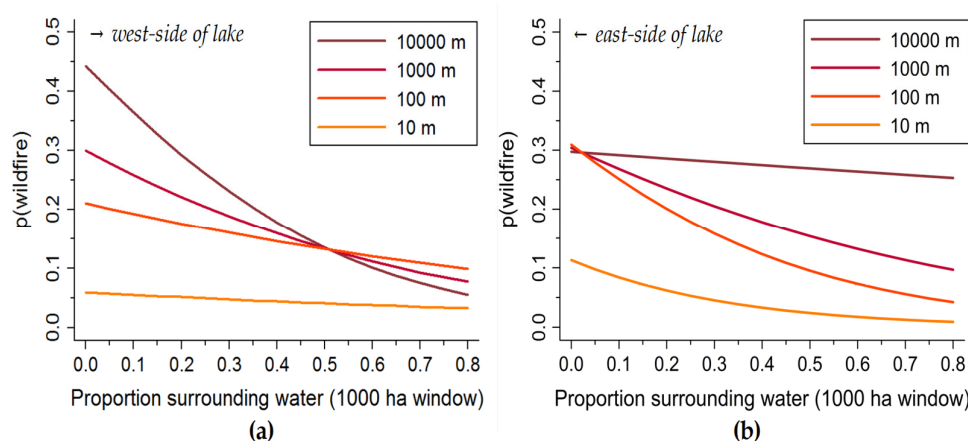 → west-side of lake
10000 m
1000 m
100 m
10 m
p(wildfire)
0.5
0.4
0.3
0.2
0.1
0.0
0.0 0.1 0.2 0.3 0.4 0.5 0.6 0.7 0.8
Proportion surrounding water (1000 ha window)
(a)
← east-side of lake
10000 m
1000 m
100 m
10 m
p(wildfire)
0.5
0.4
0.3
0.2
0.1
0.0
0.0 0.1 0.2 0.3 0.4 0.5 0.6 0.7 0.8
Proportion surrounding water (1000 ha window)
(b)